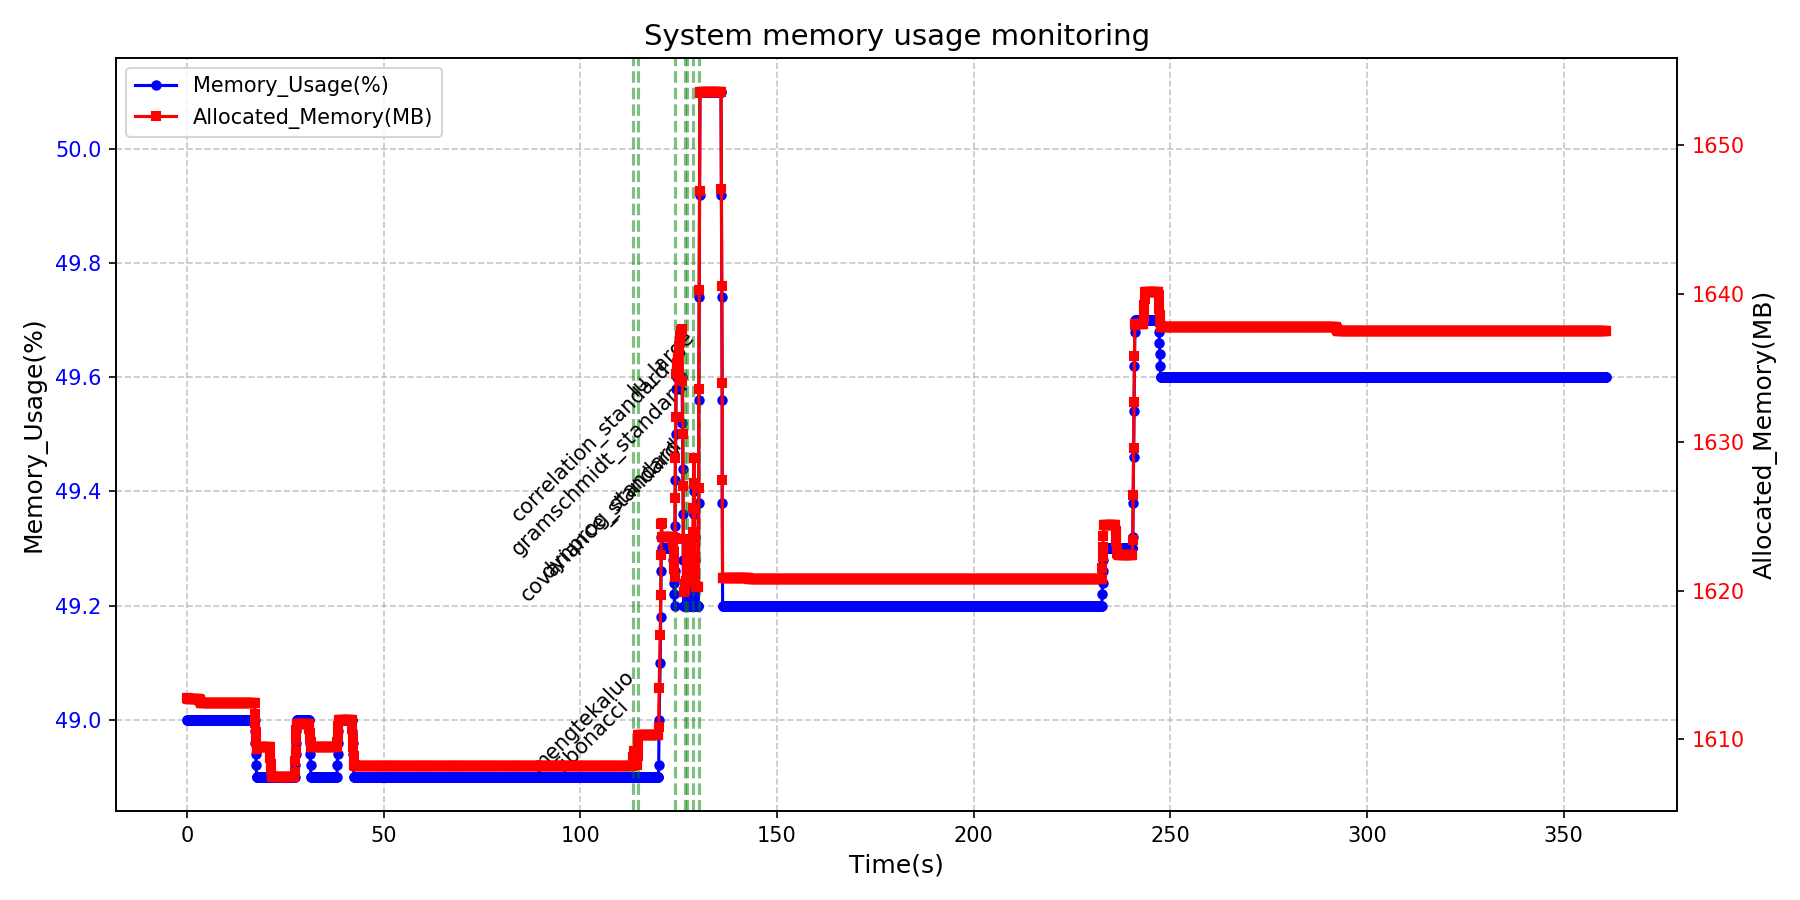 System memory usage monitoring
Memory_Usage(%)
Allocated_Memory(MB)
50.0
49.8
49.6
49.4
49.2
49.0
Memory_Usage(%)
1650
1640
1630
1620
1610
Allocated_Memory(MB)
lu_large
correlation_standard
gramschmidt_standard
0
50
100
150
200
250
300
350
Time(s)